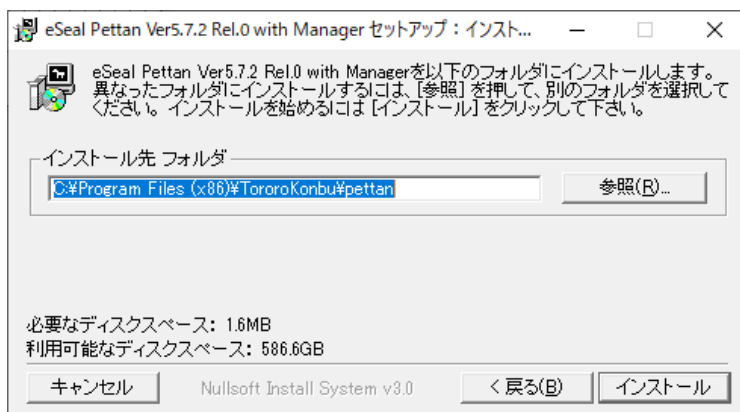 eSeal Pettan Ver5.7.2 Rel.0 with Manager セットアップ：インスト...
eSeal Pettan Ver5.7.2 Rel.0 with Managerを以下のフォルダにインストールします。
異なったフォルダにインストールするには、[参照] を押して、別のフォルダを選択して
ください。インストールを始めるには [インストール] をクリックして下さい。
インストール先 フォルダ
C:¥Program Files (x86)¥TororoKonbu¥pettan
参照(R)...
必要なディスクスペース: 1.6MB
利用可能なディスクスペース: 586.6GB
キャンセル
Nullsoft Install System v3.0
< 戻る(B)
インストール